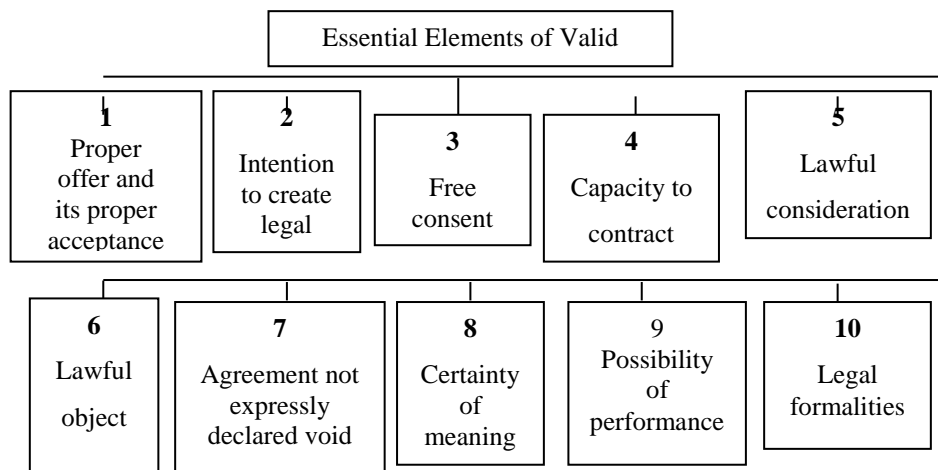 Essential Elements of Valid
1
Proper
offer and
its proper
acceptance
2
Intention
to create
legal
3
Free
consent
4
Capacity to
contract
5
Lawful
consideration
6
Lawful
object
7
Agreement not
expressly
declared void
8
Certainty
of
meaning
9
Possibility
of
performance
10
Legal
formalities